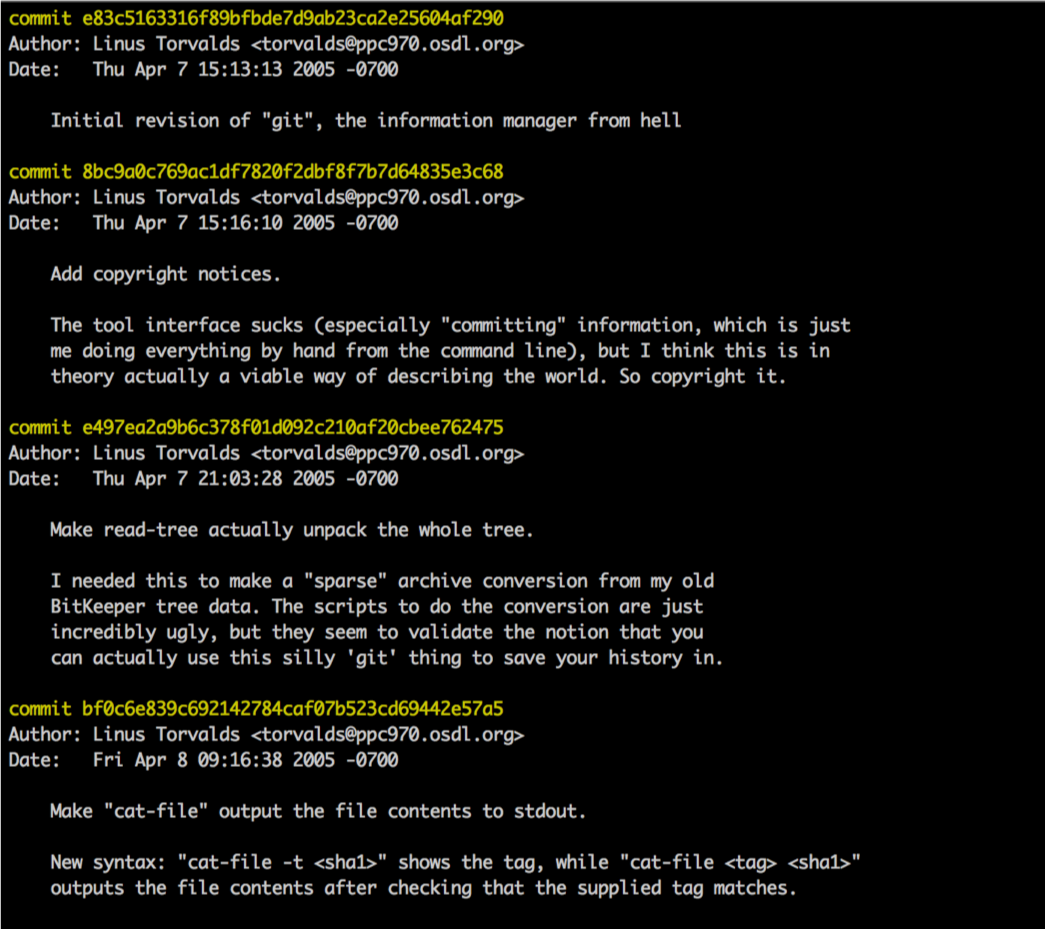 commit e83c5163316f89bfbde7d9ab23ca2e25604af290
Author: Linus Torvalds <torvalds@ppc970.osdl.org>
Date:   Thu Apr 7 15:13:13 2005 -0700
Initial revision of "git", the information manager from hell
commit 8bc9a0c769ac1df7820f2dbf8f7b7d64835e3c68
Author: Linus Torvalds <torvalds@ppc970.osdl.org>
Date:   Thu Apr 7 15:16:10 2005 -0700
Add copyright notices.
The tool interface sucks (especially "committing" information, which is just
me doing everything by hand from the command line), but I think this is in
theory actually a viable way of describing the world. So copyright it.
commit e497ea2a9b6c378f01d092c210af20cbee762475
Author: Linus Torvalds <torvalds@ppc970.osdl.org>
Date:   Thu Apr 7 21:03:28 2005 -0700
Make read-tree actually unpack the whole tree.
I needed this to make a "sparse" archive conversion from my old
BitKeeper tree data. The scripts to do the conversion are just
incredibly ugly, but they seem to validate the notion that you
can actually use this silly 'git' thing to save your history in.
commit bf0c6e839c692142784caf07b523cd69442e57a5
Author: Linus Torvalds <torvalds@ppc970.osdl.org>
Date:   Fri Apr 8 09:16:38 2005 -0700
Make "cat-file" output the file contents to stdout.
New syntax: "cat-file -t <sha1>" shows the tag, while "cat-file <tag> <sha1>"
outputs the file contents after checking that the supplied tag matches.